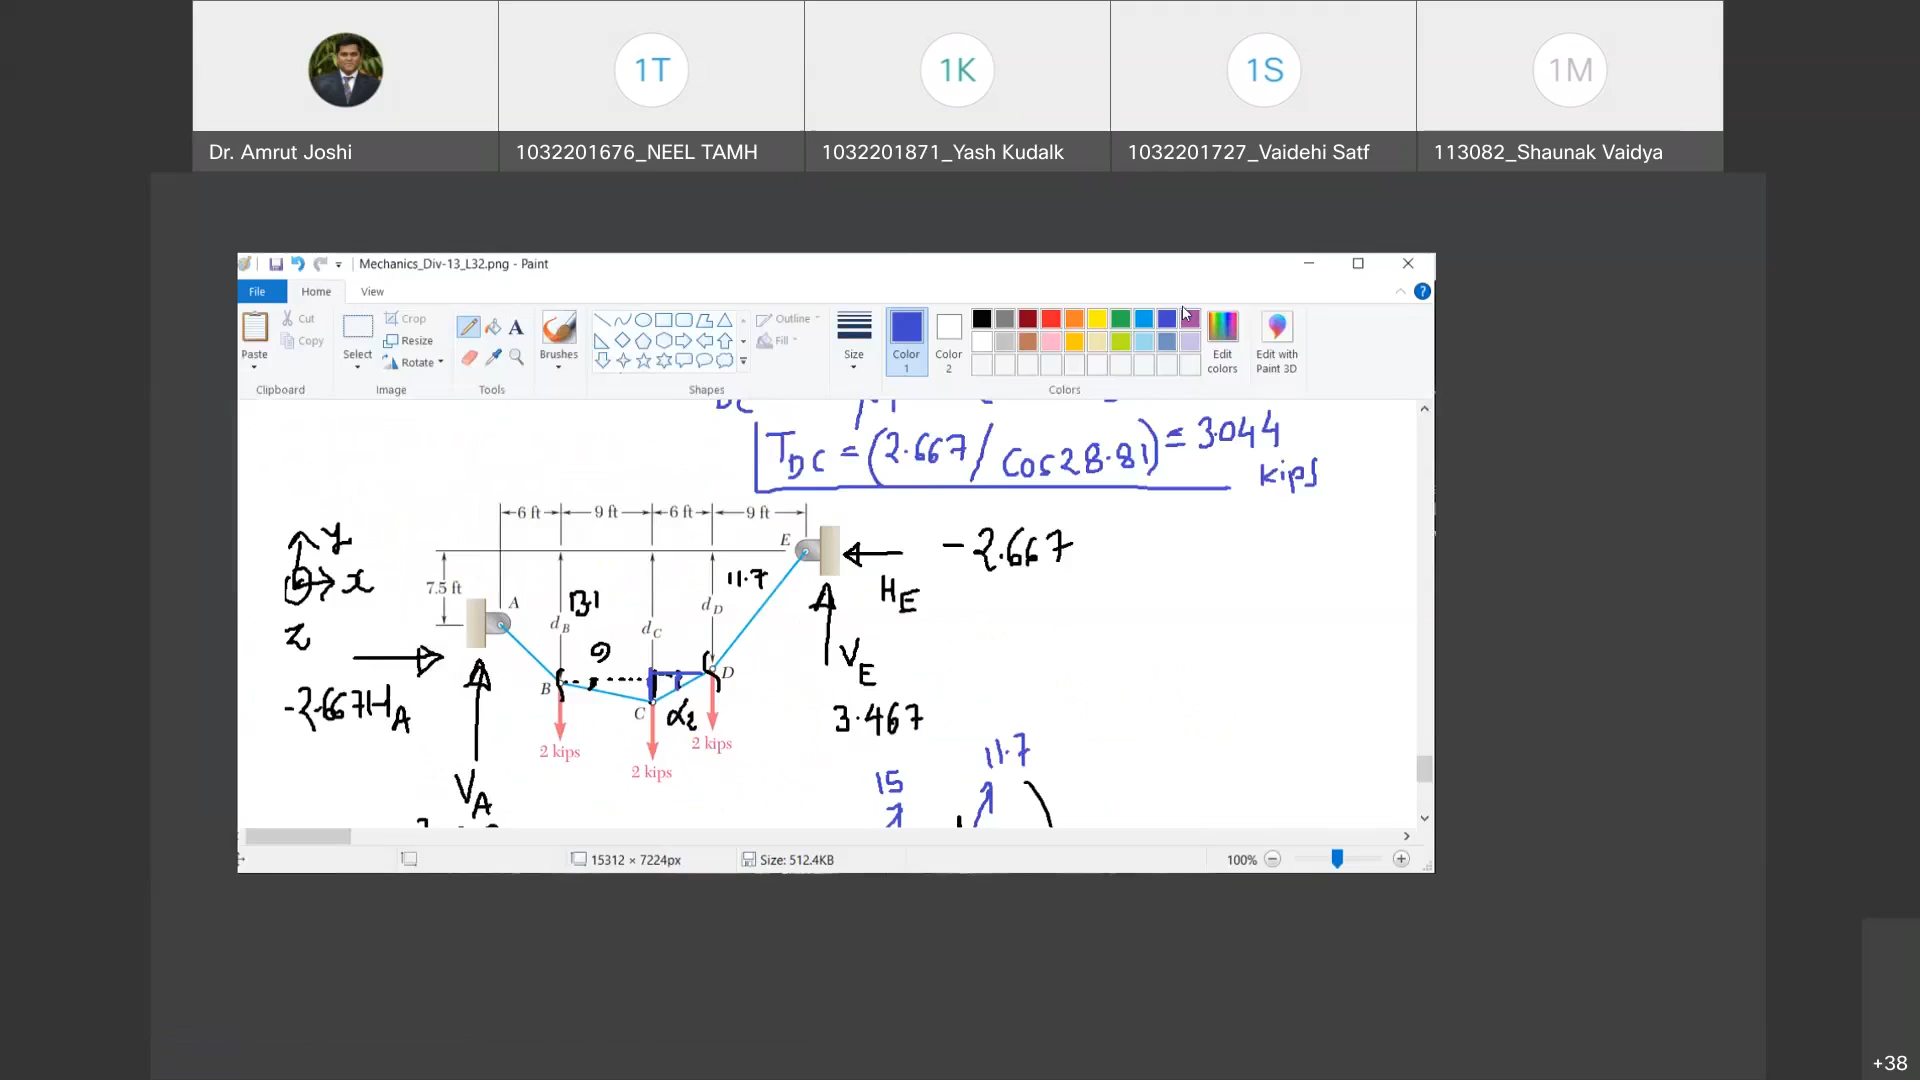 1T
1K
1S
1M
Dr. Amrut Joshi
1032201676_NEEL TAMH
1032201871_Yash Kudalk
1032201727_Vaidehi Satf
113082_Shaunak Vaidya
Mechanics_Div-13_L32.png - Paint
File
Home
View
Paste
Cut
Copy
Clipboard
Select
Crop
Resize
Rotate
Image
A
Tools
Brushes
Outline
Fill
Shapes
Size
Color 1
Color 2
Colors
Edit colors
Edit with Paint 3D
?
T_DC = (2.667/ Cos28.81) = 3.044
kips
6 ft
9 ft
6 ft
9 ft
y
x
z
7.5 ft
A
d_B
13.1
9
d_C
d_D
11.7
E
H_E
-2.667
-2.667 H_A
V_A
B
C
D
α2
2 kips
2 kips
2 kips
V_E
3.467
15
11.7
15312 × 7224px
Size: 512.4KB
100%
+38